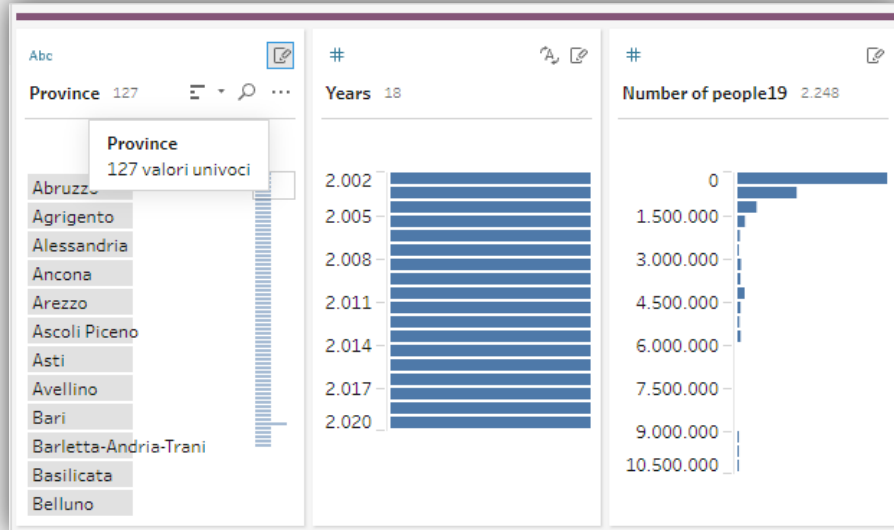 Abc
Province 127
Province
127 valori univoci
Abruzzo
Agrigento
Alessandria
Ancona
Arezzo
Ascoli Piceno
Asti
Avellino
Bari
Barletta-Andria-Trani
Basilicata
Belluno
#
Years 18
2.002
2.005
2.008
2.011
2.014
2.017
2.020
#
Number of people19 2.248
0
1.500.000
3.000.000
4.500.000
6.000.000
7.500.000
9.000.000
10.500.000